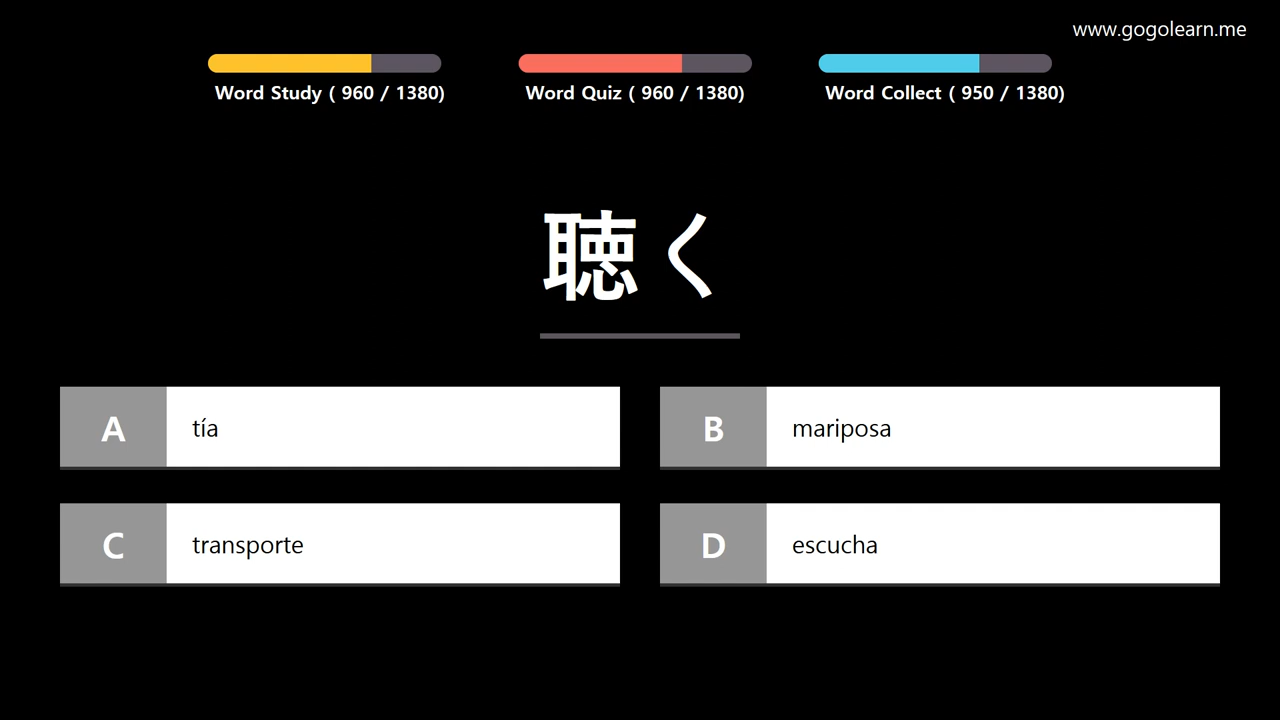 www.gogolearn.me
Word Study ( 960 / 1380)
Word Quiz ( 960 / 1380)
Word Collect ( 950 / 1380)
聴く
A
tía
B
mariposa
C
transporte
D
escucha